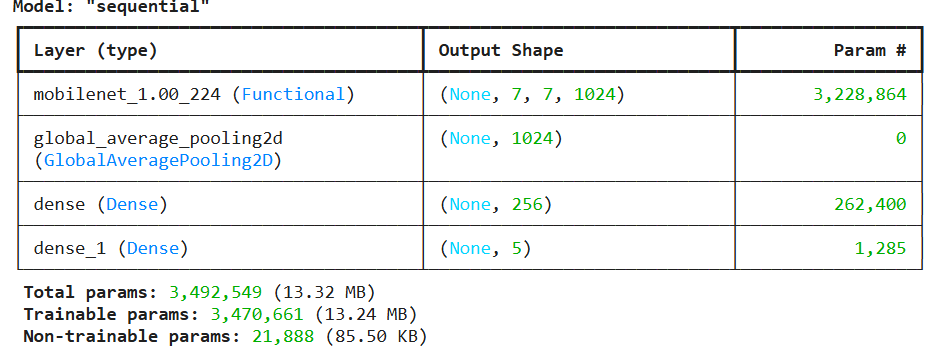 Model: "sequential"
Layer (type) Output Shape Param #
mobilenet_1.00_224 (Functional) (None, 7, 7, 1024) 3,228,864
global_average_pooling2d (None, 1024) 0
(GlobalAveragePooling2D)
dense (Dense) (None, 256) 262,400
dense_1 (Dense) (None, 5) 1,285
Total params: 3,492,549 (13.32 MB)
Trainable params: 3,470,661 (13.24 MB)
Non-trainable params: 21,888 (85.50 KB)